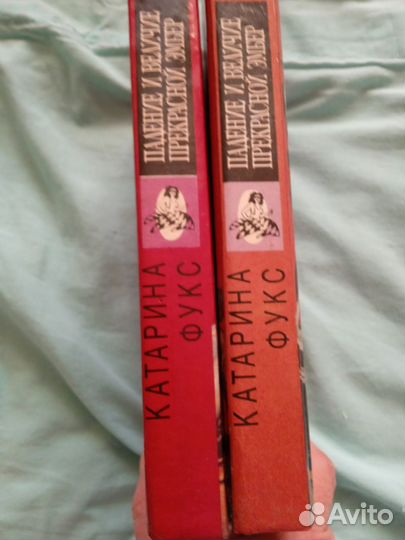 КАТАРИНА
ФУКС
ПАДЕНИЕ И ВЕЛИЧИЕ
ПРЕКРАСНОЙ ЭМБЕР
КАТАРИНА
ФУКС
ПАДЕНИЕ И ВЕЛИЧИЕ
ПРЕКРАСНОЙ ЭМБЕР
Avito